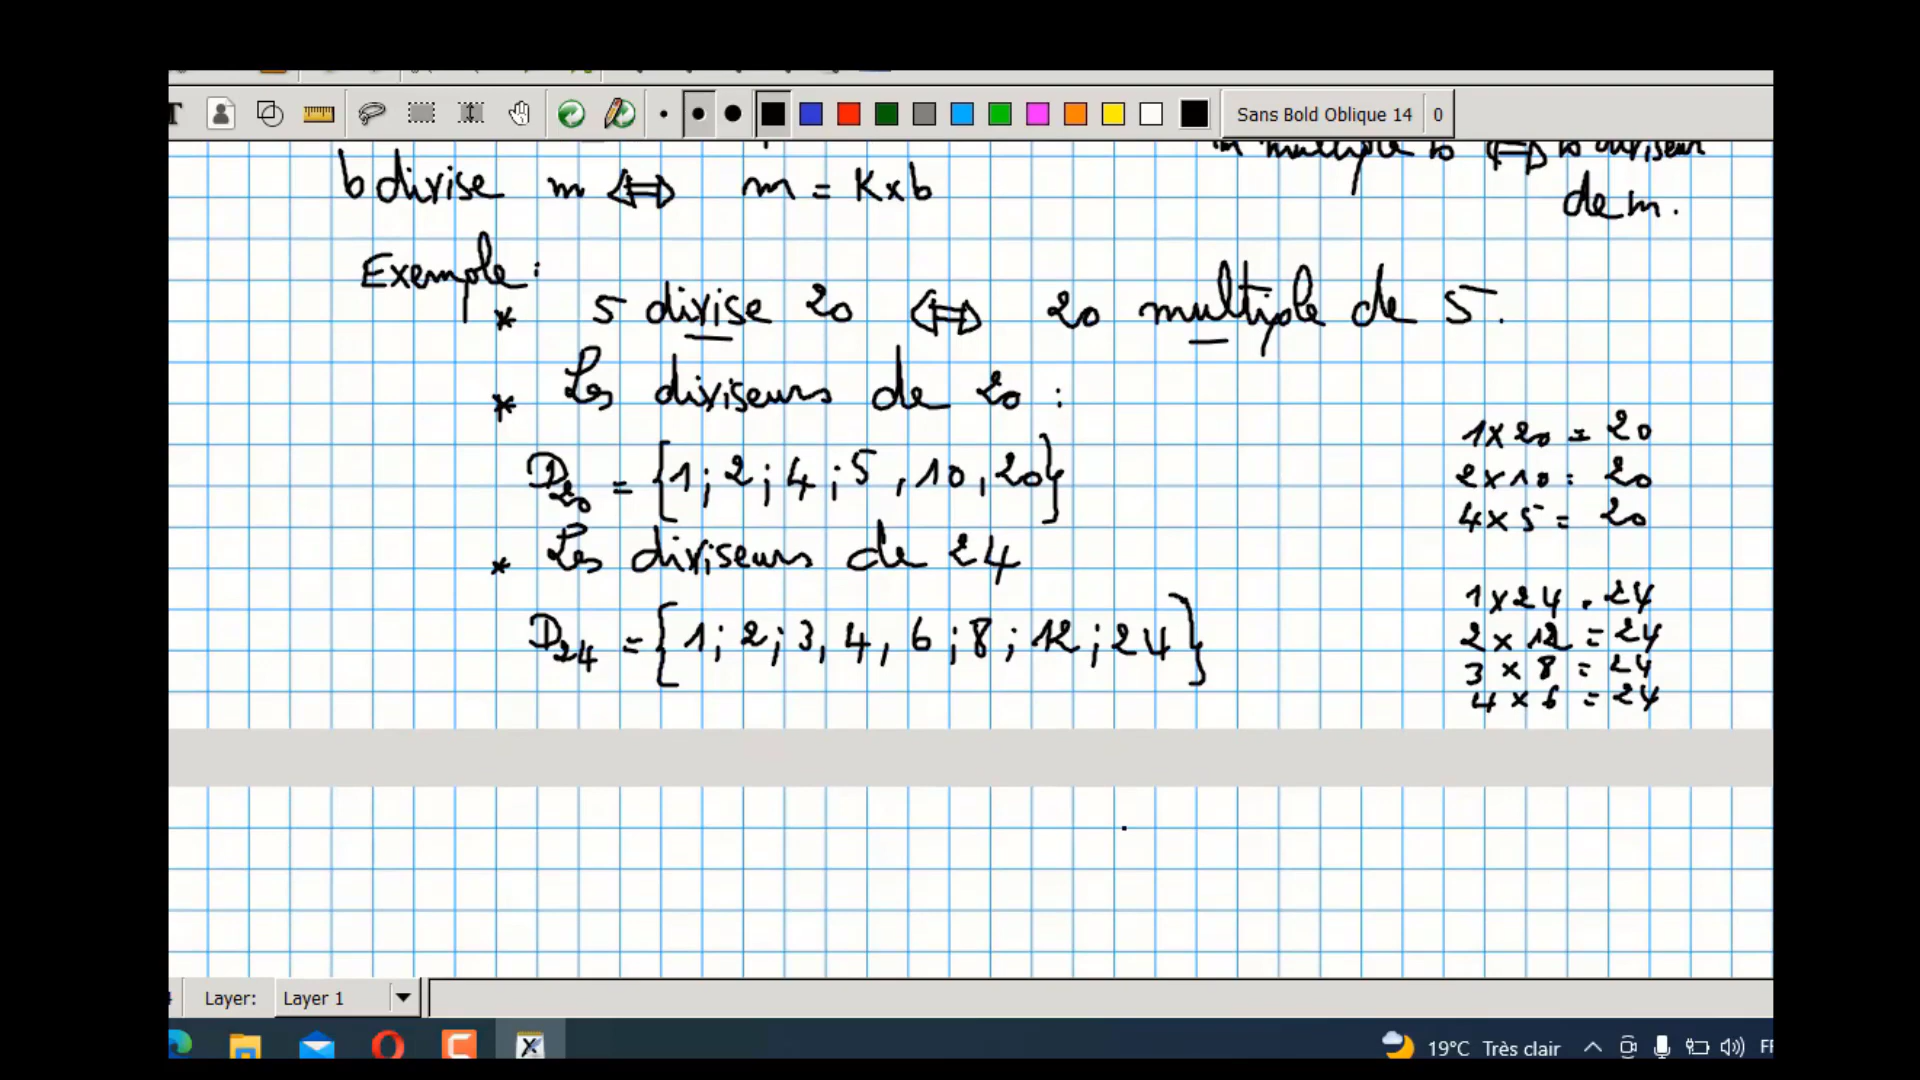 T Sans Bold Oblique 14 0
m multiple b ⇔ b diviseur
de m.
b divise m ⇔ m = K x b
Exemple :
* 5 divise 20 ⇔ 20 multiple de 5.
* Les diviseurs de 20 :
D20 = {1; 2; 4; 5, 10, 20}
1 x 20 = 20
2 x 10 = 20
4 x 5 = 20
* Les diviseurs de 24
D24 = {1; 2; 3, 4, 6; 8; 12; 24}
1 x 24 = 24
2 x 12 = 24
3 x 8 = 24
4 x 6 = 24
Layer: Layer 1
19°C Très clair FR